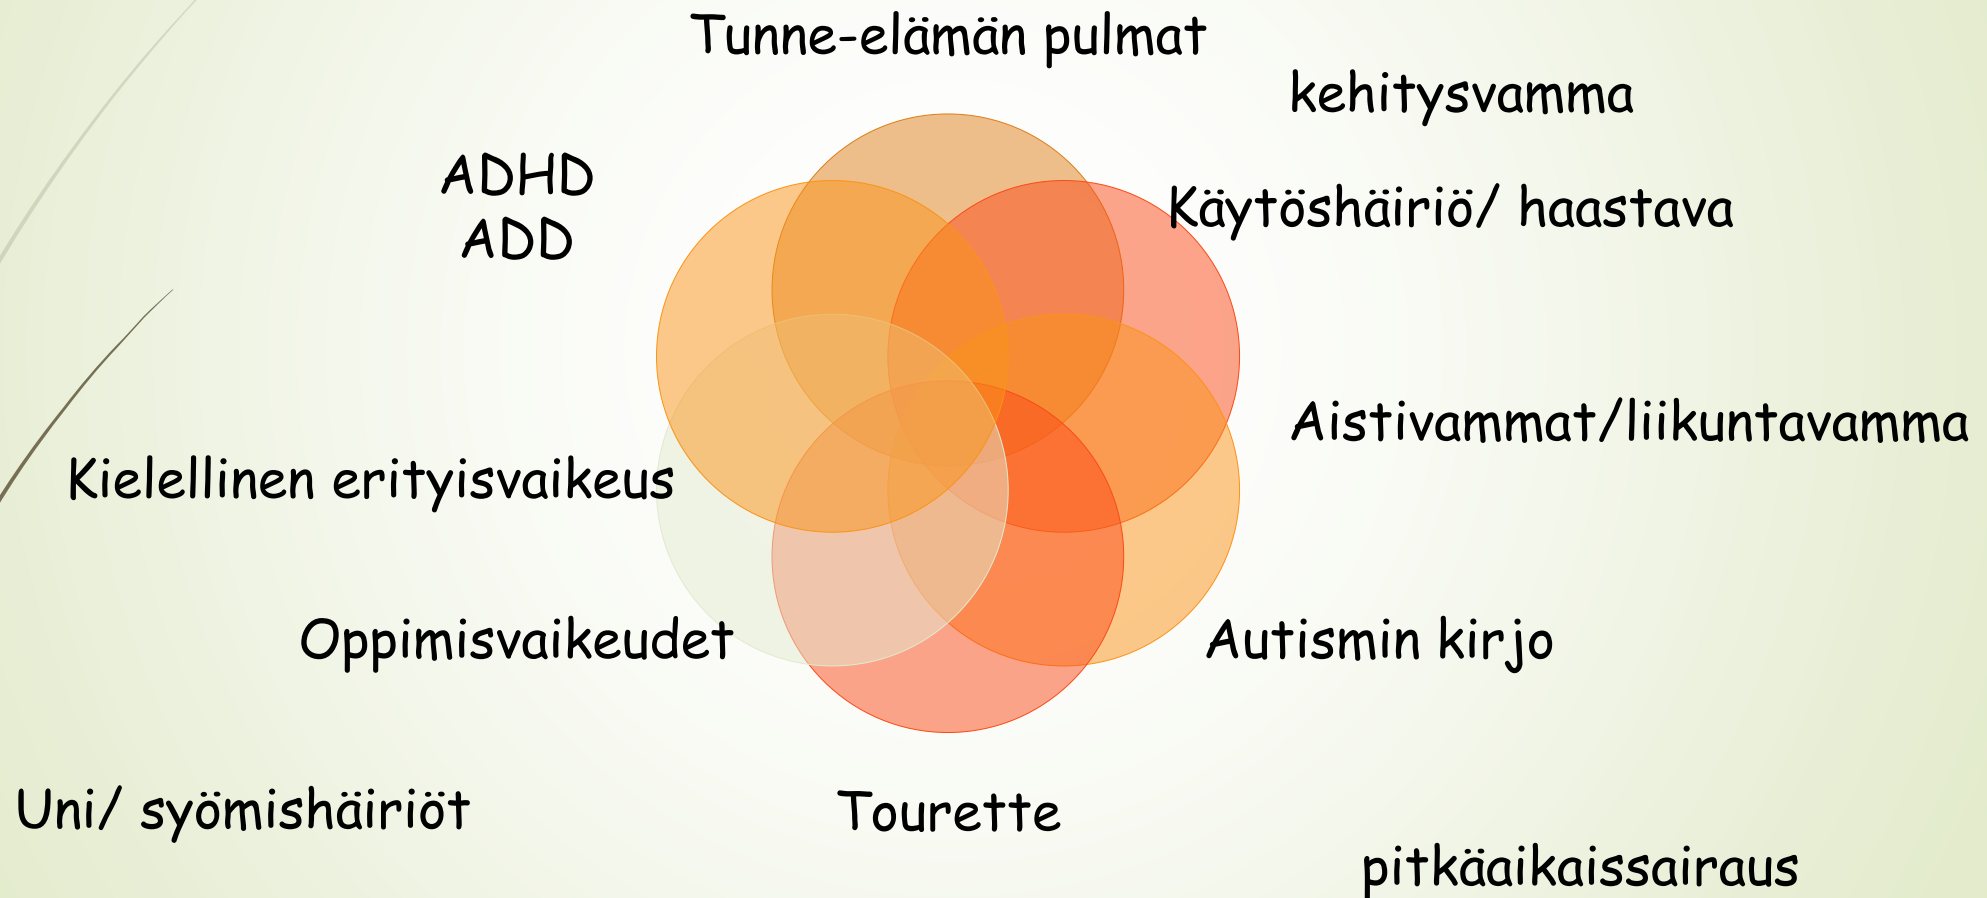 Tunne-elämän pulmat
kehitysvamma
ADHD
ADD
Käytöshäiriö/ haastava
Aistivammat/liikuntavamma
Kielellinen erityisvaikeus
Oppimisvaikeudet
Autismin kirjo
Uni/ syömishäiriöt
Tourette
pitkäaikaissairaus